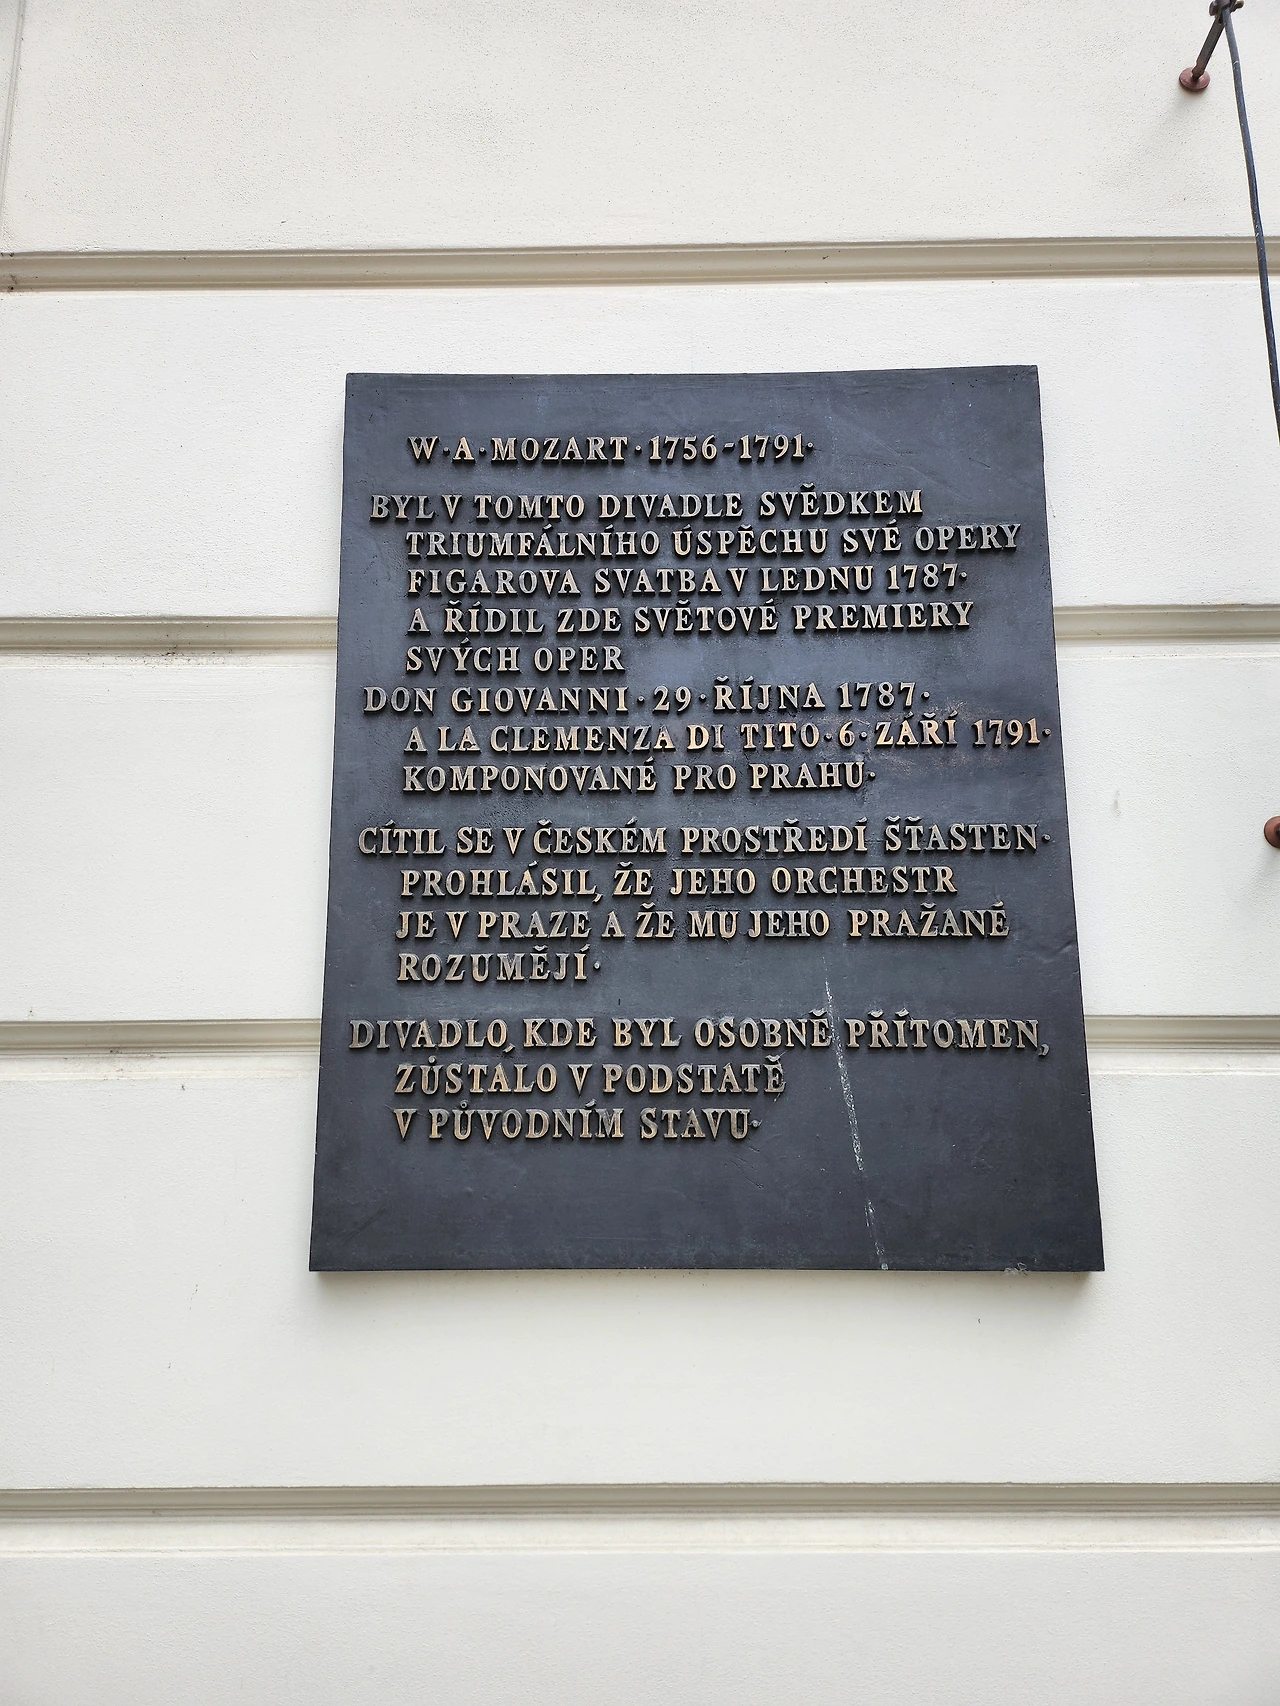 W·A·MOZART·1756-1791·
BYL V TOMTO DIVADLE SVĚDKEM
TRIUMFÁLNÍHO ÚSPĚCHU SVÉ OPERY
FIGAROVA SVATBA V LEDNU 1787·
A ŘÍDIL ZDE SVĚTOVÉ PREMIERY
SVÝCH OPER
DON GIOVANNI·29·ŘÍJNA 1787·
A LA CLEMENZA DI TITO·6·ZÁŘÍ 1791·
KOMPONOVANÉ PRO PRAHU·
CÍTIL SE V ČESKÉM PROSTŘEDÍ ŠŤASTEN·
PROHLÁSIL, ŽE JEHO ORCHESTR
JE V PRAZE A ŽE MU JEHO PRAŽANÉ
ROZUMĚJÍ·
DIVADLO, KDE BYL OSOBNĚ PŘÍTOMEN,
ZŮSTALO V PODSTATĚ
V PŮVODNÍM STAVU·